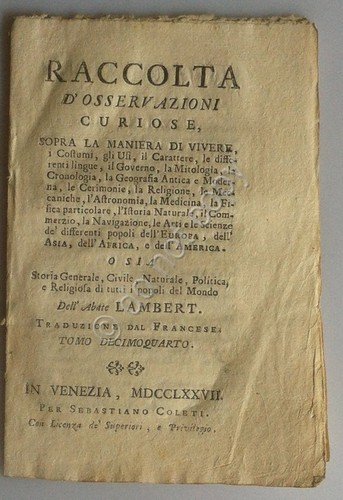 RACCOLTA
D'OSSERVAZIONI
CURIOSE,
SOPRA LA MANIERA DI VIVERE,
i Costumi, gli Usi, il Carattere, le diffe-
renti lingue, il Governo, la Mitologia, la
Cronologia, la Geografia Antica e Moder-
na, le Cerimonie, la Religione, le Mec-
caniche, l'Astronomia, la Medicina, la Fi-
sica particolare, l'Istoria Naturale, il Com-
merzio, la Navigazione, le Arti e le Scienze
de' differenti popoli dell'EUROPA, dell'
ASIA, dell'AFRICA, e dell'AMERICA.
O SIA
Storia Generale, Civile, Naturale, Politica,
e Religiosa di tutti i popoli del Mondo
Dell' Abate LAMBERT.
TRADUZIONE DAL FRANCESE.
TOMO DECIMOQUARTO.
IN VENEZIA, MDCCLXXVII.
PER SEBASTIANO COLETI.
Con Licenza de' Superiori, e Privilegio.